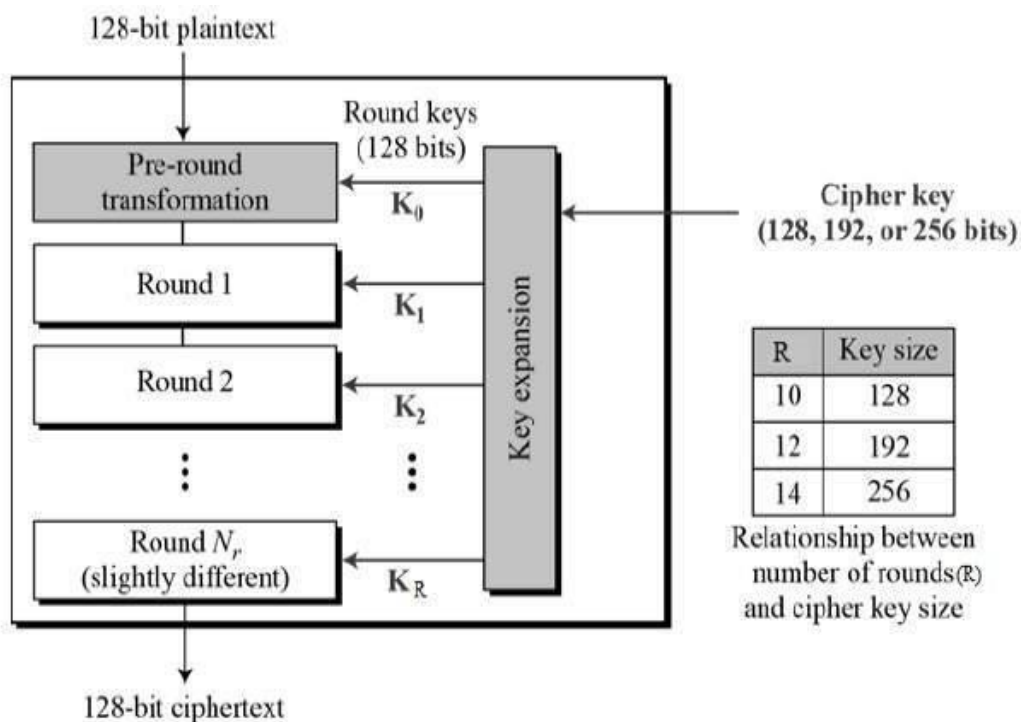 128-bit plaintext
Round keys
(128 bits)
Pre-round
transformation
K0
Cipher key
(128, 192, or 256 bits)
Round 1
K1
Key expansion
Round 2
K2
R Key size
10 128
12 192
14 256
Relationship between
number of rounds(R)
and cipher key size
Round Nr
(slightly different)
KR
128-bit ciphertext